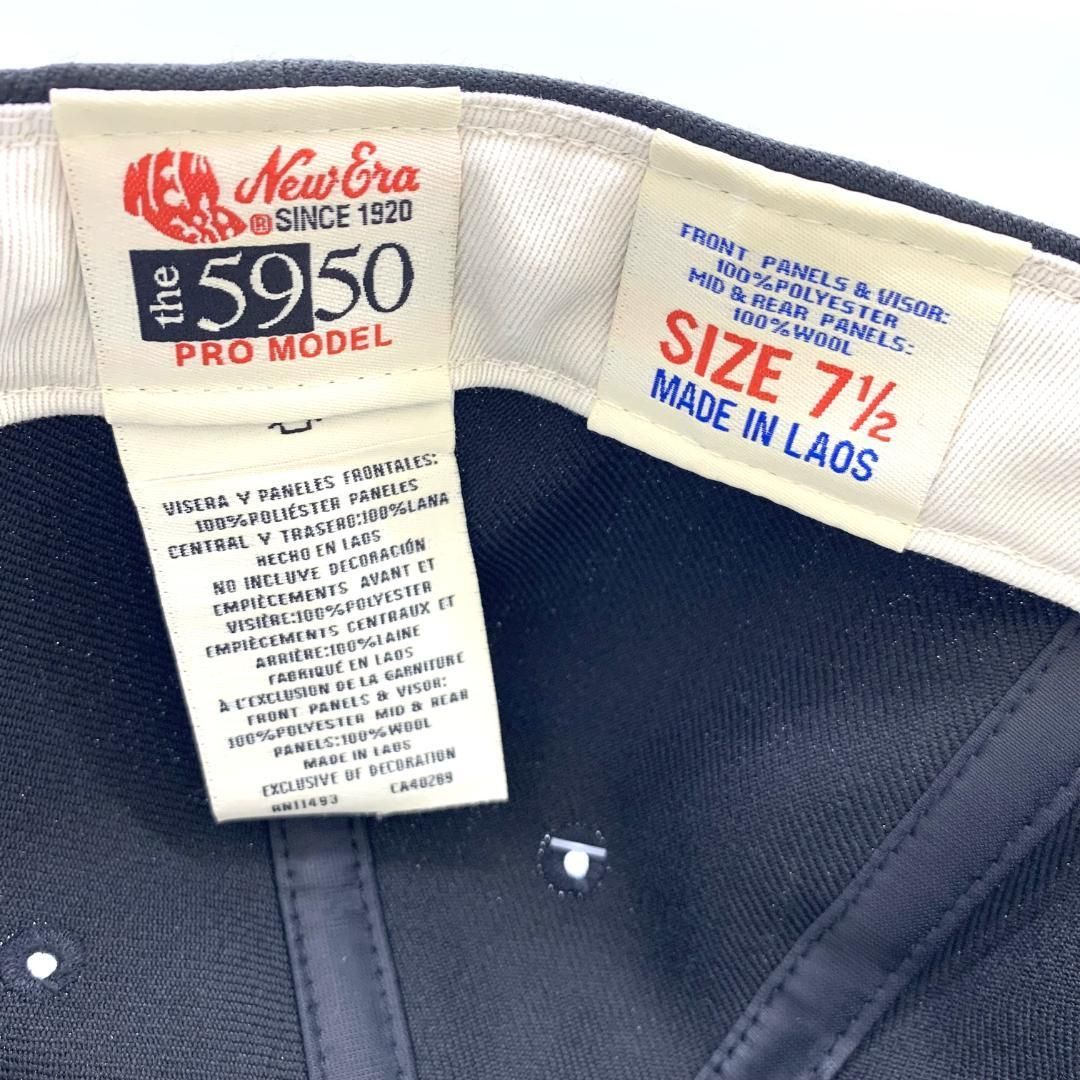 NEW ERA
New Era
® SINCE 1920
the 5950
PRO MODEL
FRONT PANELS & VISOR:
100%POLYESTER
MID & REAR PANELS:
100%WOOL
SIZE 7½
MADE IN LAOS
VISERA Y PANELES FRONTALES:
100%POLIÉSTER PANELES
CENTRAL Y TRASERO:100%LANA
HECHO EN LAOS
NO INCLUVE DECORACIÓN
EMPIÈCEMENTS AVANT ET
VISIÈRE:100%POLYESTER
EMPIÈCEMENTS CENTRAUX ET
ARRIÈRE:100%LAINE
FABRIQUÉ EN LAOS
À L'EXCLUSION DE LA GARNITURE
FRONT PANELS & VISOR:
100%POLYESTER MID & REAR
PANELS:100%WOOL
MADE IN LAOS
EXCLUSIVE OF DECORATION
RN11493 CA40269